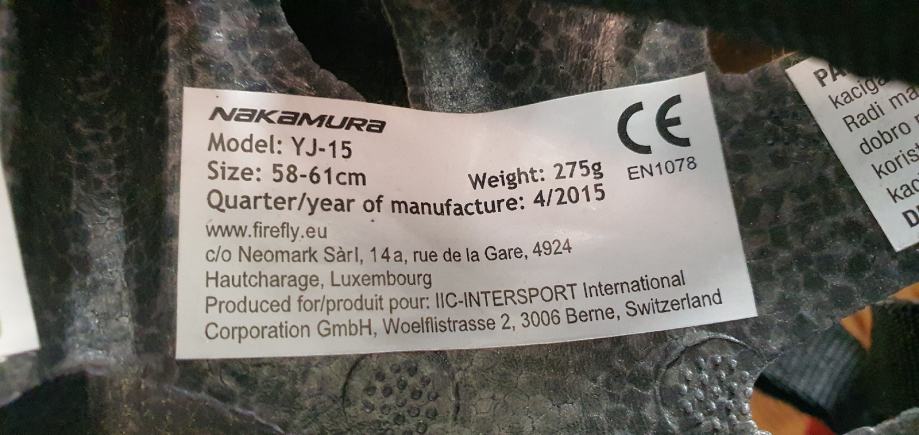 NAKAMURA
Model: YJ-15
Size: 58-61cm
Weight: 275g
Quarter/year of manufacture: 4/2015
CE
EN1078
www.firefly.eu
c/o Neomark Sàrl, 14a, rue de la Gare, 4924
Hautcharage, Luxembourg
Produced for/produit pour: IIC-INTERSPORT International
Corporation GmbH, Woelflistrasse 2, 3006 Berne, Switzerland
Radi
dobro